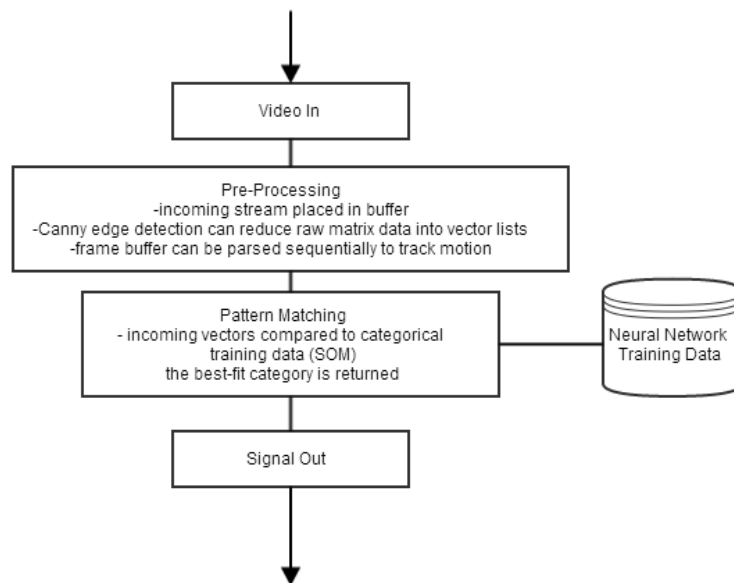 Video In
Pre-Processing
-incoming stream placed in buffer
-Canny edge detection can reduce raw matrix data into vector lists
-frame buffer can be parsed sequentially to track motion
Pattern Matching
- incoming vectors compared to categorical
training data (SOM)
the best-fit category is returned
Neural Network
Training Data
Signal Out